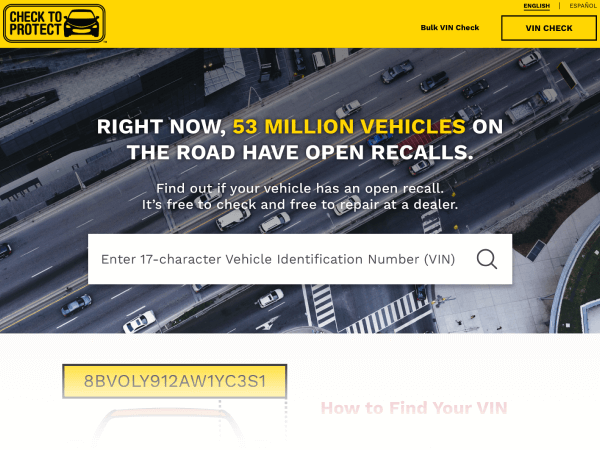 CHECK TO
PROTECT
ENGLISH | ESPAÑOL
Bulk VIN Check
VIN CHECK
RIGHT NOW, 53 MILLION VEHICLES ON
THE ROAD HAVE OPEN RECALLS.
Find out if your vehicle has an open recall.
It's free to check and free to repair at a dealer.
Enter 17-character Vehicle Identification Number (VIN)
8BVOLY912AW1YC3S1
How to Find Your VIN